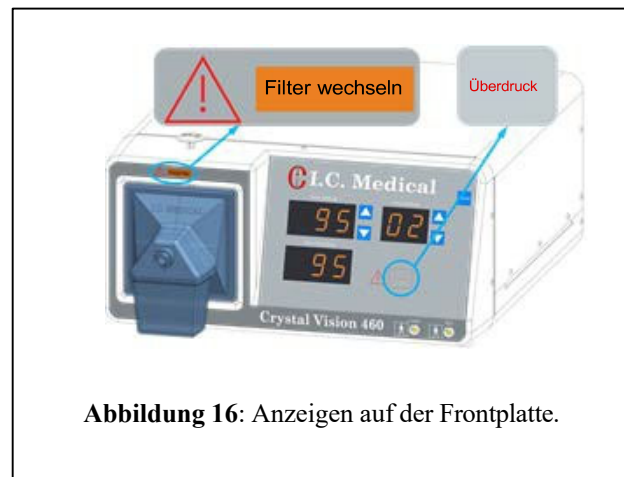 Filter wechseln
Überdruck
I.C. Medical
95 02
95
Crystal Vision 460
Abbildung 16: Anzeigen auf der Frontplatte.